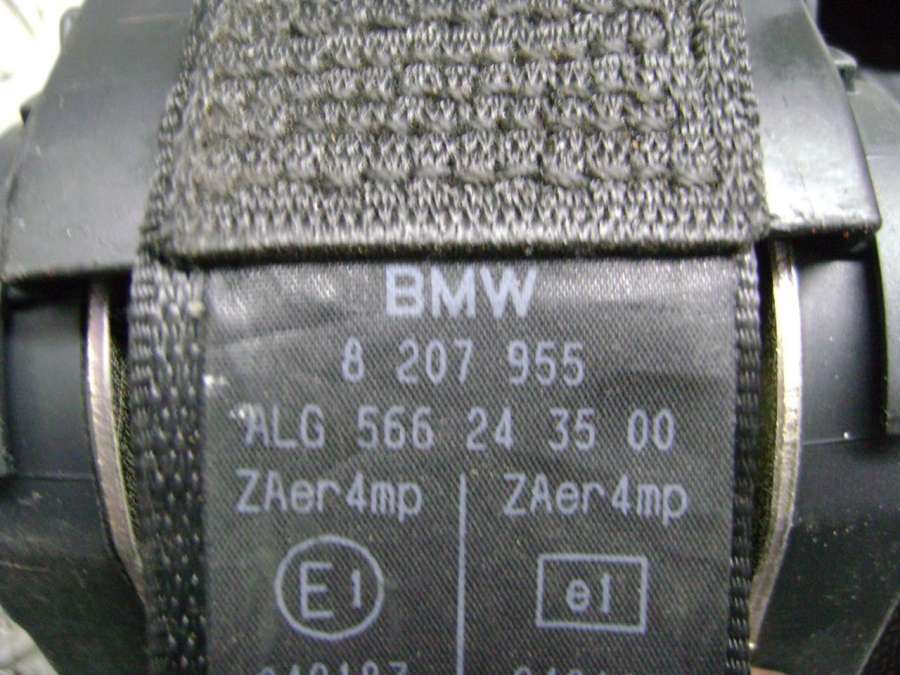 BMW
8 207 955
ALG 566 24 35 00
ZAer4mp ZAer4mp
E1 e1